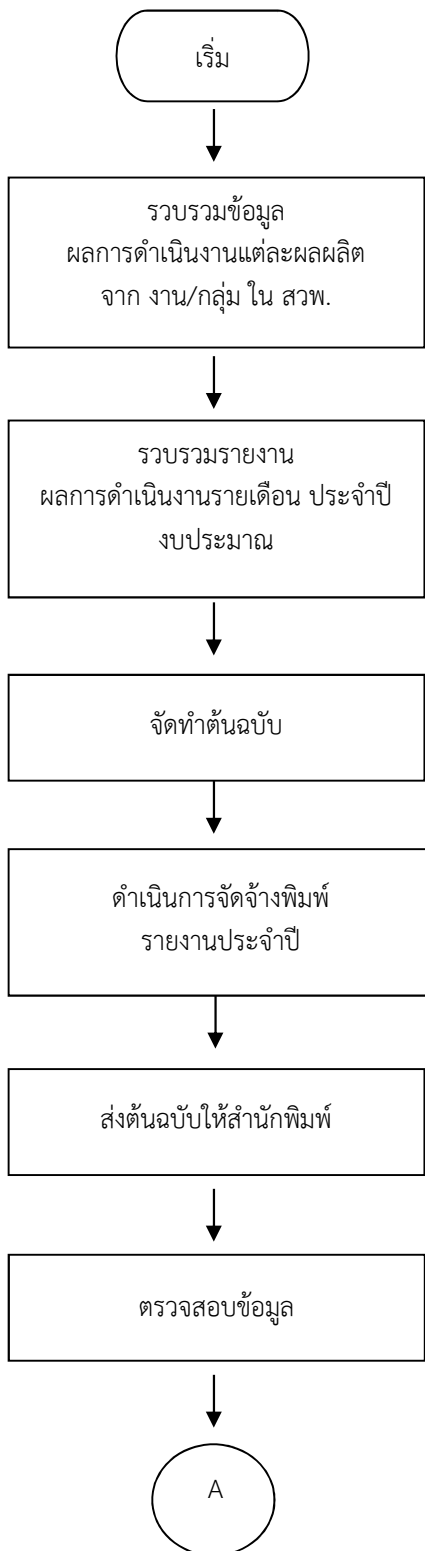 เริ่ม
รวบรวมข้อมูล
ผลการดำเนินงานแต่ละผลผลิต
จาก งาน/กลุ่ม ใน สวพ.
รวบรวมรายงาน
ผลการดำเนินงานรายเดือน ประจำปี
งบประมาณ
จัดทำต้นฉบับ
ดำเนินการจัดจ้างพิมพ์
รายงานประจำปี
ส่งต้นฉบับให้สำนักพิมพ์
ตรวจสอบข้อมูล
A